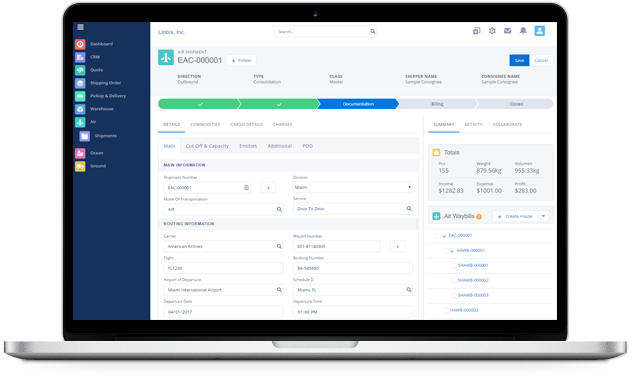 Linbis, Inc.
Search...
Dashboard
CRM
Quote
Shipping Order
Pickup & Delivery
Warehouse
Air
Shipments
Ocean
Ground
AIR SHIPMENT
EAC-000001
+ Follow
Save
Cancel
DIRECTION
Outbound
TYPE
Consolidation
CLASS
Master
SHIPPER NAME
Sample Consignee
CONSIGNEE NAME
Sample Consignee
Documentation
Billing
Closed
DETAILS
COMMODITIES
CARGO DETAILS
CHARGES
Main
Cut Off & Capacity
Entities
Additional
POD
MAIN INFORMATION
Shipment Number
EAC-000001
Division
Miami
Mode Of Transportation
AIR
Service
Door To Door
ROUTING INFORMATION
Carrier
American Airlines
Waybill Number
001-81140305
Flight
FL1230
Booking Number
BK-545660
Airport of Departure
Miami International Airport
Schedule D
Miami, FL
Departure Date
04/01/2017
Departure Time
01:00 PM
SUMMARY
ACTIVITY
COLLABORATE
Totals
Pcs
155
Weight
879.56kg
Volumen
955.33kg
Income
$1282.83
Expense
$1001.00
Profit
$283.00
Air Waybills
+ Create House
EAC-000001
HAWB-000001
SHAWB-000001
SHAWB-000002
SHAWB-000003
HAWB-000002